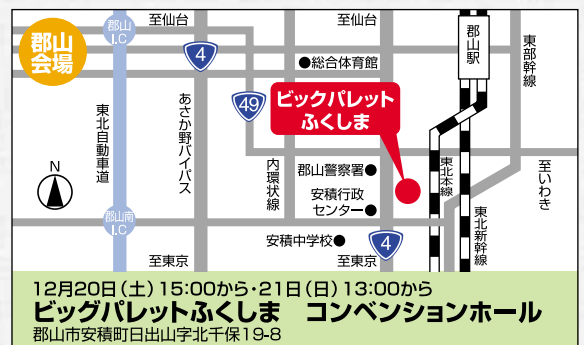 郡山
会場
至仙台
至仙台
郡山
I.C
4
49
総合体育館
郡山駅
東部幹線
ビックパレット
ふくしま
東北自動車道
あさか野バイパス
内環状線
郡山警察署
安積行政
センター
安積中学校
東北本線
至いわき
東北新幹線
N
郡山南
I.C
4
至東京
至東京
12月20日(土)15:00から・21日(日)13:00から
ビッグパレットふくしま コンベンションホール
郡山市安積町日出山字北千保19-8